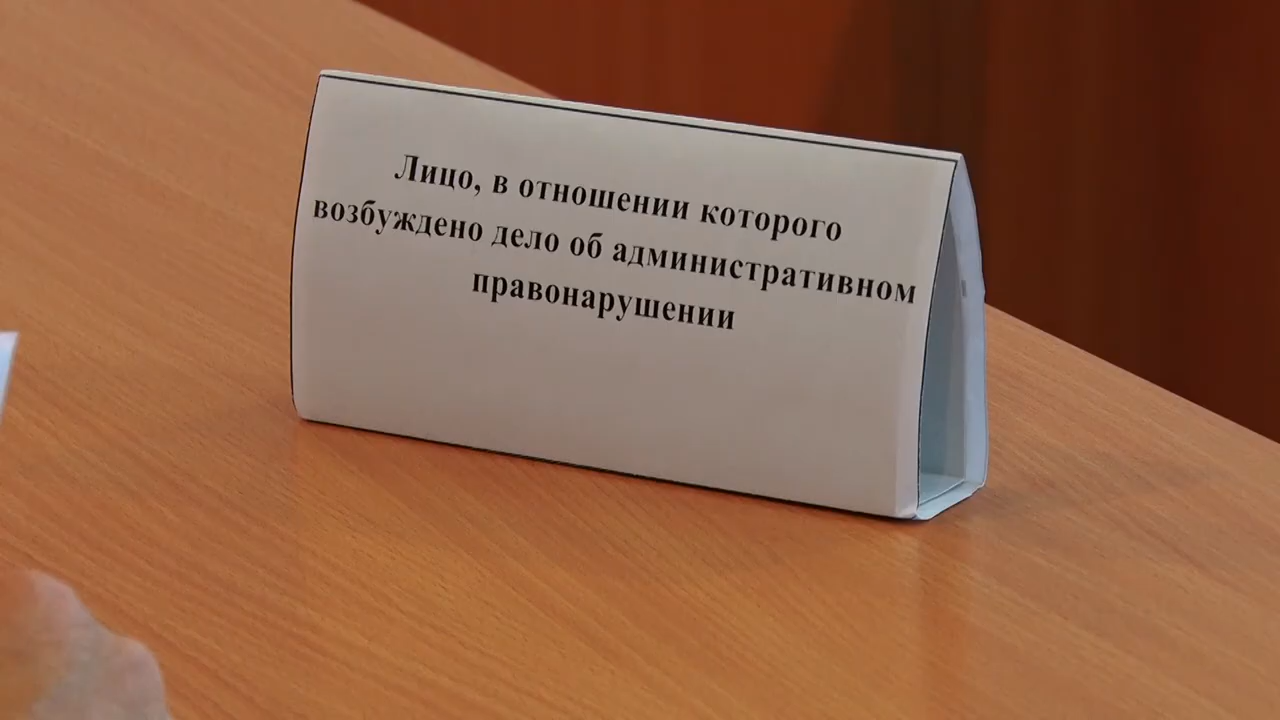 Лицо, в отношении которого
возбуждено дело об административном
правонарушении